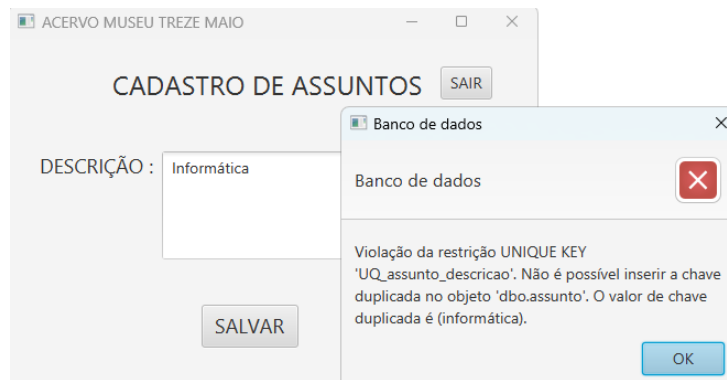 ACERVO MUSEU TREZE MAIO
CADASTRO DE ASSUNTOS
SAIR
Banco de dados
Banco de dados
DESCRIÇÃO :
Informática
Violação da restrição UNIQUE KEY
'UQ_assunto_descricao'. Não é possível inserir a chave
duplicada no objeto 'dbo.assunto'. O valor de chave
duplicada é (informática).
SALVAR
OK